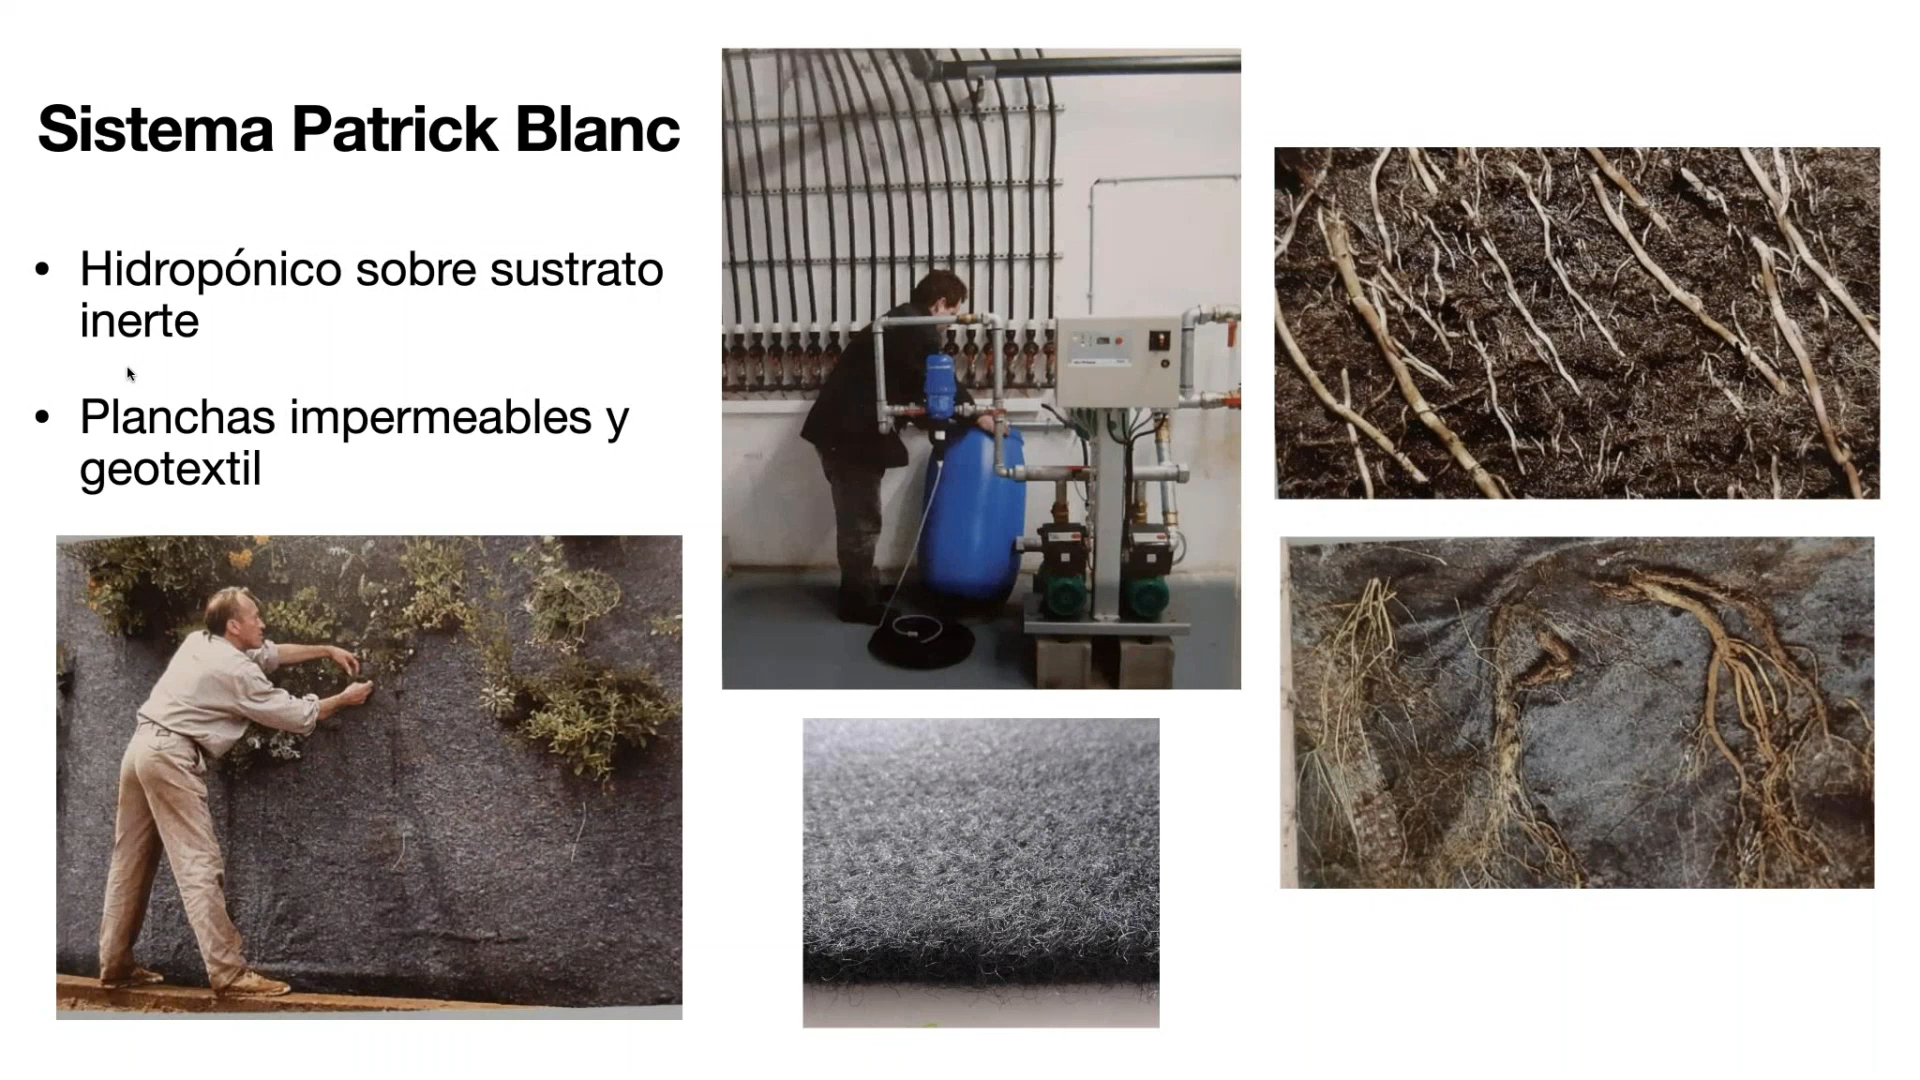 Sistema Patrick Blanc
• Hidropónico sobre sustrato
inerte
• Planchas impermeables y
geotextil